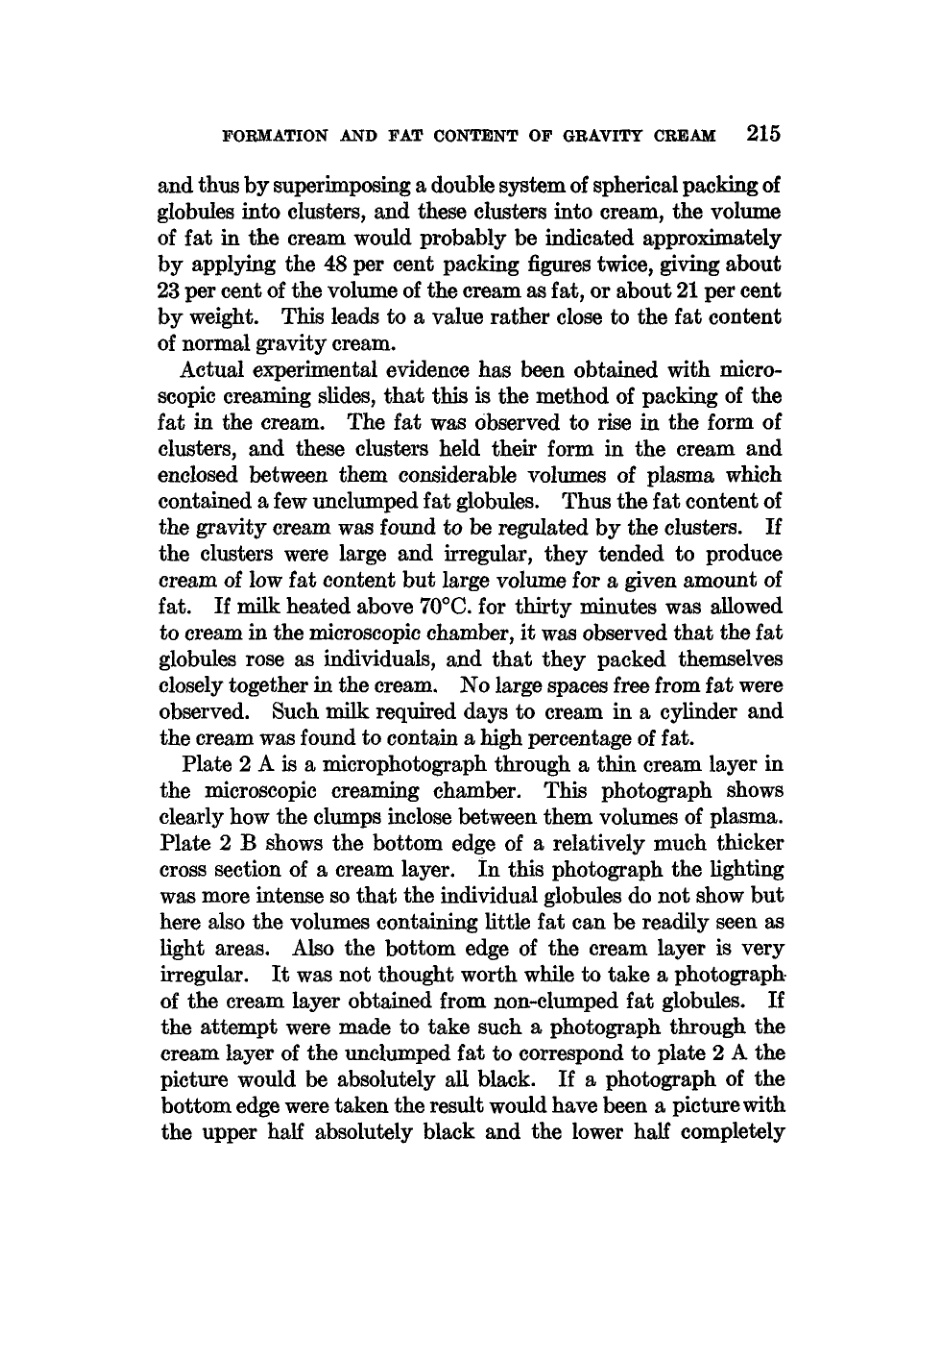 FORMATION AND FAT CONTENT OF GRAVITY CREAM 215
and thus by superimposing a double system of spherical packing of
globules into clusters, and these clusters into cream, the volume
of fat in the cream would probably be indicated approximately
by applying the 48 per cent packing figures twice, giving about
23 per cent of the volume of the cream as fat, or about 21 per cent
by weight. This leads to a value rather close to the fat content
of normal gravity cream.
Actual experimental evidence has been obtained with micro-
scopic creaming slides, that this is the method of packing of the
fat in the cream. The fat was observed to rise in the form of
clusters, and these clusters held their form in the cream and
enclosed between them considerable volumes of plasma which
contained a few unclumped fat globules. Thus the fat content of
the gravity cream was found to be regulated by the clusters. If
the clusters were large and irregular, they tended to produce
cream of low fat content but large volume for a given amount of
fat. If milk heated above 70°C. for thirty minutes was allowed
to cream in the microscopic chamber, it was observed that the fat
globules rose as individuals, and that they packed themselves
closely together in the cream. No large spaces free from fat were
observed. Such milk required days to cream in a cylinder and
the cream was found to contain a high percentage of fat.
Plate 2 A is a microphotograph through a thin cream layer in
the microscopic creaming chamber. This photograph shows
clearly how the clumps inclose between them volumes of plasma.
Plate 2 B shows the bottom edge of a relatively much thicker
cross section of a cream layer. In this photograph the lighting
was more intense so that the individual globules do not show but
here also the volumes containing little fat can be readily seen as
light areas. Also the bottom edge of the cream layer is very
irregular. It was not thought worth while to take a photograph
of the cream layer obtained from non-clumped fat globules. If
the attempt were made to take such a photograph through the
cream layer of the unclumped fat to correspond to plate 2 A the
picture would be absolutely all black. If a photograph of the
bottom edge were taken the result would have been a picture with
the upper half absolutely black and the lower half completely